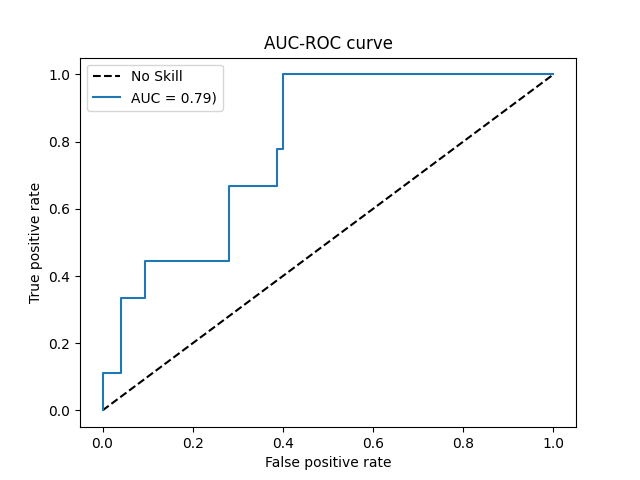 AUC-ROC curve
No Skill
AUC = 0.79)
1.0
0.8
0.6
0.4
0.2
0.0
True positive rate
0.0 0.2 0.4 0.6 0.8 1.0
False positive rate